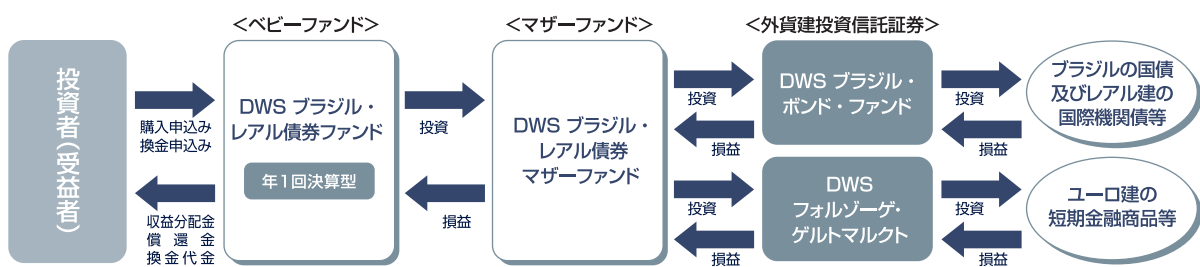 <ベビーファンド>
<マザーファンド>
<外貨建投資信託証券>
投資者(受益者)
購入申込み
換金申込み
収益分配金
償還金
換金代金
DWS ブラジル・
レアル債券ファンド
年1回決算型
投資
損益
DWS ブラジル・
レアル債券
マザーファンド
投資
損益
投資
損益
DWS ブラジル・
ボンド・ファンド
DWS
フォルゾーゲ・
ゲルトマルクト
投資
損益
投資
損益
ブラジルの国債
及びレアル建の
国際機関債等
ユーロ建の
短期金融商品等